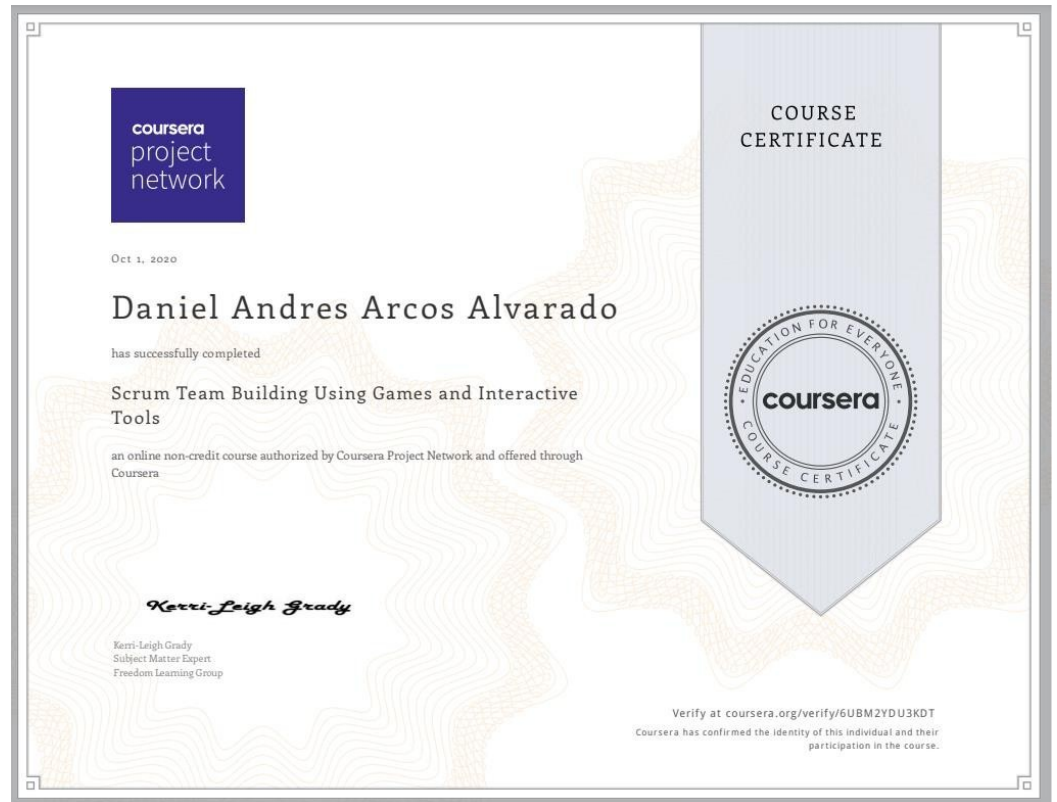 coursera
project
network
Oct 1, 2020
Daniel Andres Arcos Alvarado
has successfully completed
Scrum Team Building Using Games and Interactive
Tools
an online non-credit course authorized by Coursera Project Network and offered through
Coursera
Kerri-Leigh Grady
Kerri-Leigh Grady
Subject Matter Expert
Freedom Learning Group
COURSE
CERTIFICATE
EDUCATION FOR EVERYONE
coursera
COURSE CERTIFICATE
Verify at coursera.org/verify/6UBM2YDU3KDT
Coursera has confirmed the identity of this individual and their
participation in the course.